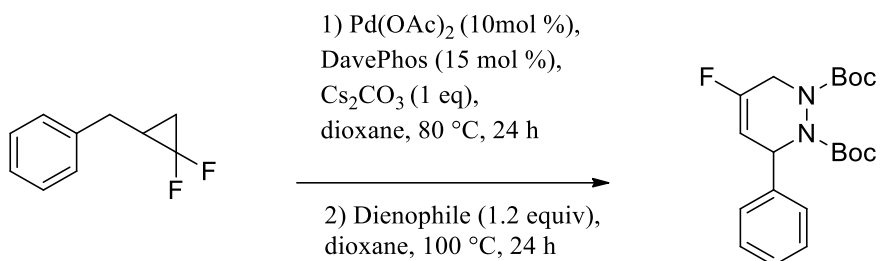 1) Pd(OAc)₂ (10mol %),
DavePhos (15 mol %),
Cs₂CO₃ (1 eq),
dioxane, 80 °C, 24 h
2) Dienophile (1.2 equiv),
dioxane, 100 °C, 24 h
F
F
F
N
Boc
N
Boc